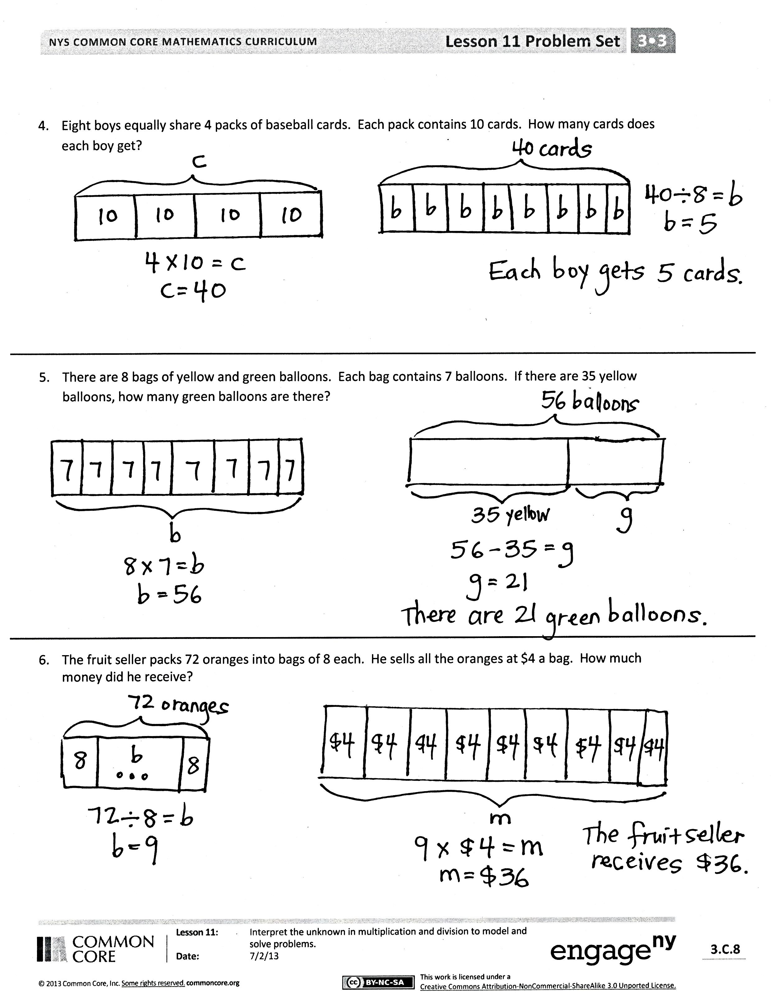 NYS COMMON CORE MATHEMATICS CURRICULUM
Lesson 11 Problem Set
3•3
4. Eight boys equally share 4 packs of baseball cards. Each pack contains 10 cards. How many cards does
each boy get?
c
10 10 10 10
4 x 10 = c
c = 40
40 cards
b b b b b b b b
40 ÷ 8 = b
b = 5
Each boy gets 5 cards.
5. There are 8 bags of yellow and green balloons. Each bag contains 7 balloons. If there are 35 yellow
balloons, how many green balloons are there?
7 7 7 7 7 7 7 7
b
8 x 7 = b
b = 56
56 balloons
35 yellow g
56 - 35 = g
g = 21
There are 21 green balloons.
6. The fruit seller packs 72 oranges into bags of 8 each. He sells all the oranges at $4 a bag. How much
money did he receive?
72 oranges
8 b ... 8
72 ÷ 8 = b
b = 9
$4 $4 $4 $4 $4 $4 $4 $4 $4
m
9 x $4 = m
m = $36
The fruit seller
receives $36.
COMMON
CORE
Lesson 11: Interpret the unknown in multiplication and division to model and
solve problems.
Date: 7/2/13
engageny
3.C.8
© 2013 Common Core, Inc. Some rights reserved. commoncore.org
cc BY-NC-SA
This work is licensed under a
Creative Commons Attribution-NonCommercial-ShareAlike 3.0 Unported License.